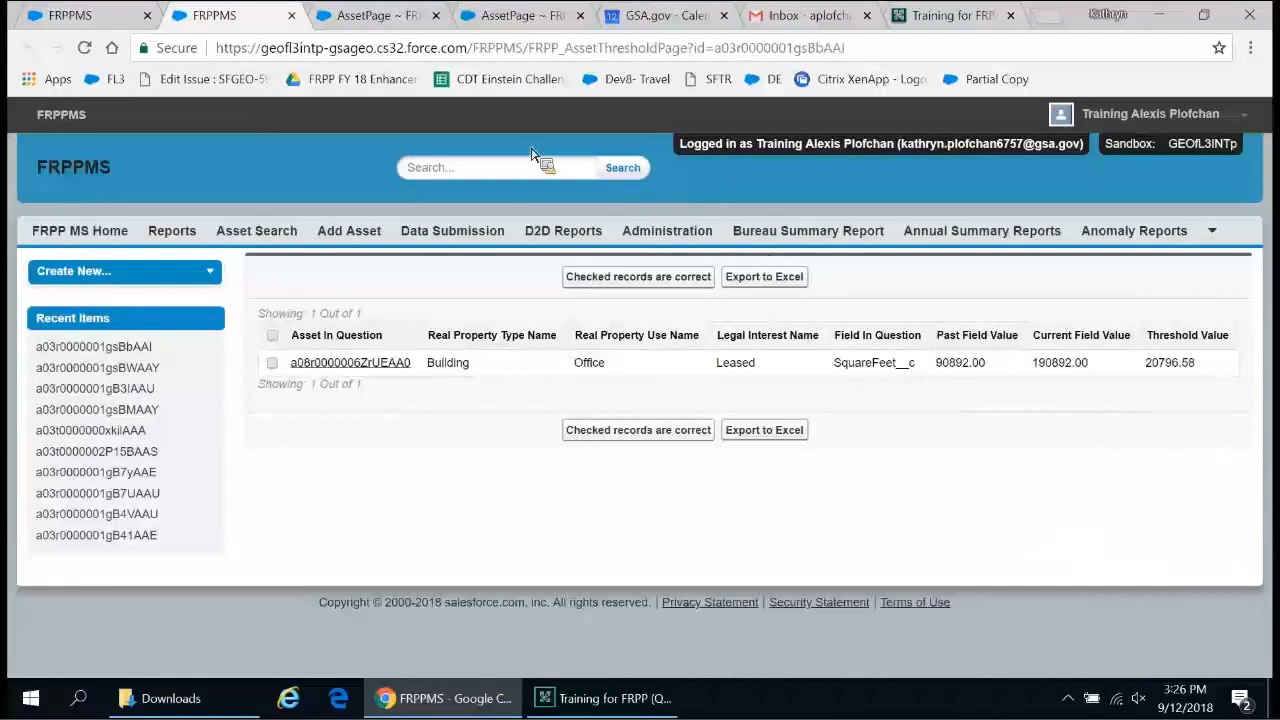 FRPPMS
FRPPMS
AssetPage ~ FRI
AssetPage ~ FRI
GSA.gov - Calen
Inbox - aplofcha
Training for FRPP
Kathryn
Secure
https://geofl3intp-gsageo.cs32.force.com/FRPPMS/FRPP_AssetThresholdPage?id=a03r0000001gsBbAAI
Apps
FL3
Edit Issue : SFGEO-5
FRPP FY 18 Enhancer
CDT Einstein Challen
Dev8- Travel
SFTR
DE
Citrix XenApp - Logo
Partial Copy
FRPPMS
Training Alexis Plofchan
Logged in as Training Alexis Plofchan (kathryn.plofchan6757@gsa.gov)
Sandbox: GEOfL3INTp
FRPPMS
Search...
Search
FRPP MS Home
Reports
Asset Search
Add Asset
Data Submission
D2D Reports
Administration
Bureau Summary Report
Annual Summary Reports
Anomaly Reports
Create New...
Recent Items
a03r0000001gsBbAAI
a03r0000001gsBWAAY
a03r0000001gB3IAAU
a03r0000001gsBMAAY
a03t0000000xkiIAAA
a03t0000002P15BAAS
a03r0000001gB7yAAE
a03r0000001gB7UAAU
a03r0000001gB4VAAU
a03r0000001gB41AAE
Checked records are correct
Export to Excel
Showing: 1 Out of 1
Asset In Question
Real Property Type Name
Real Property Use Name
Legal Interest Name
Field In Question
Past Field Value
Current Field Value
Threshold Value
a08r0000006ZrUEAA0
Building
Office
Leased
SquareFeet__c
90892.00
190892.00
20796.58
Showing: 1 Out of 1
Checked records are correct
Export to Excel
Copyright © 2000-2018 salesforce.com, inc. All rights reserved. | Privacy Statement | Security Statement | Terms of Use
Downloads
FRPPMS - Google C...
Training for FRPP (Q...
3:26 PM
9/12/2018
2